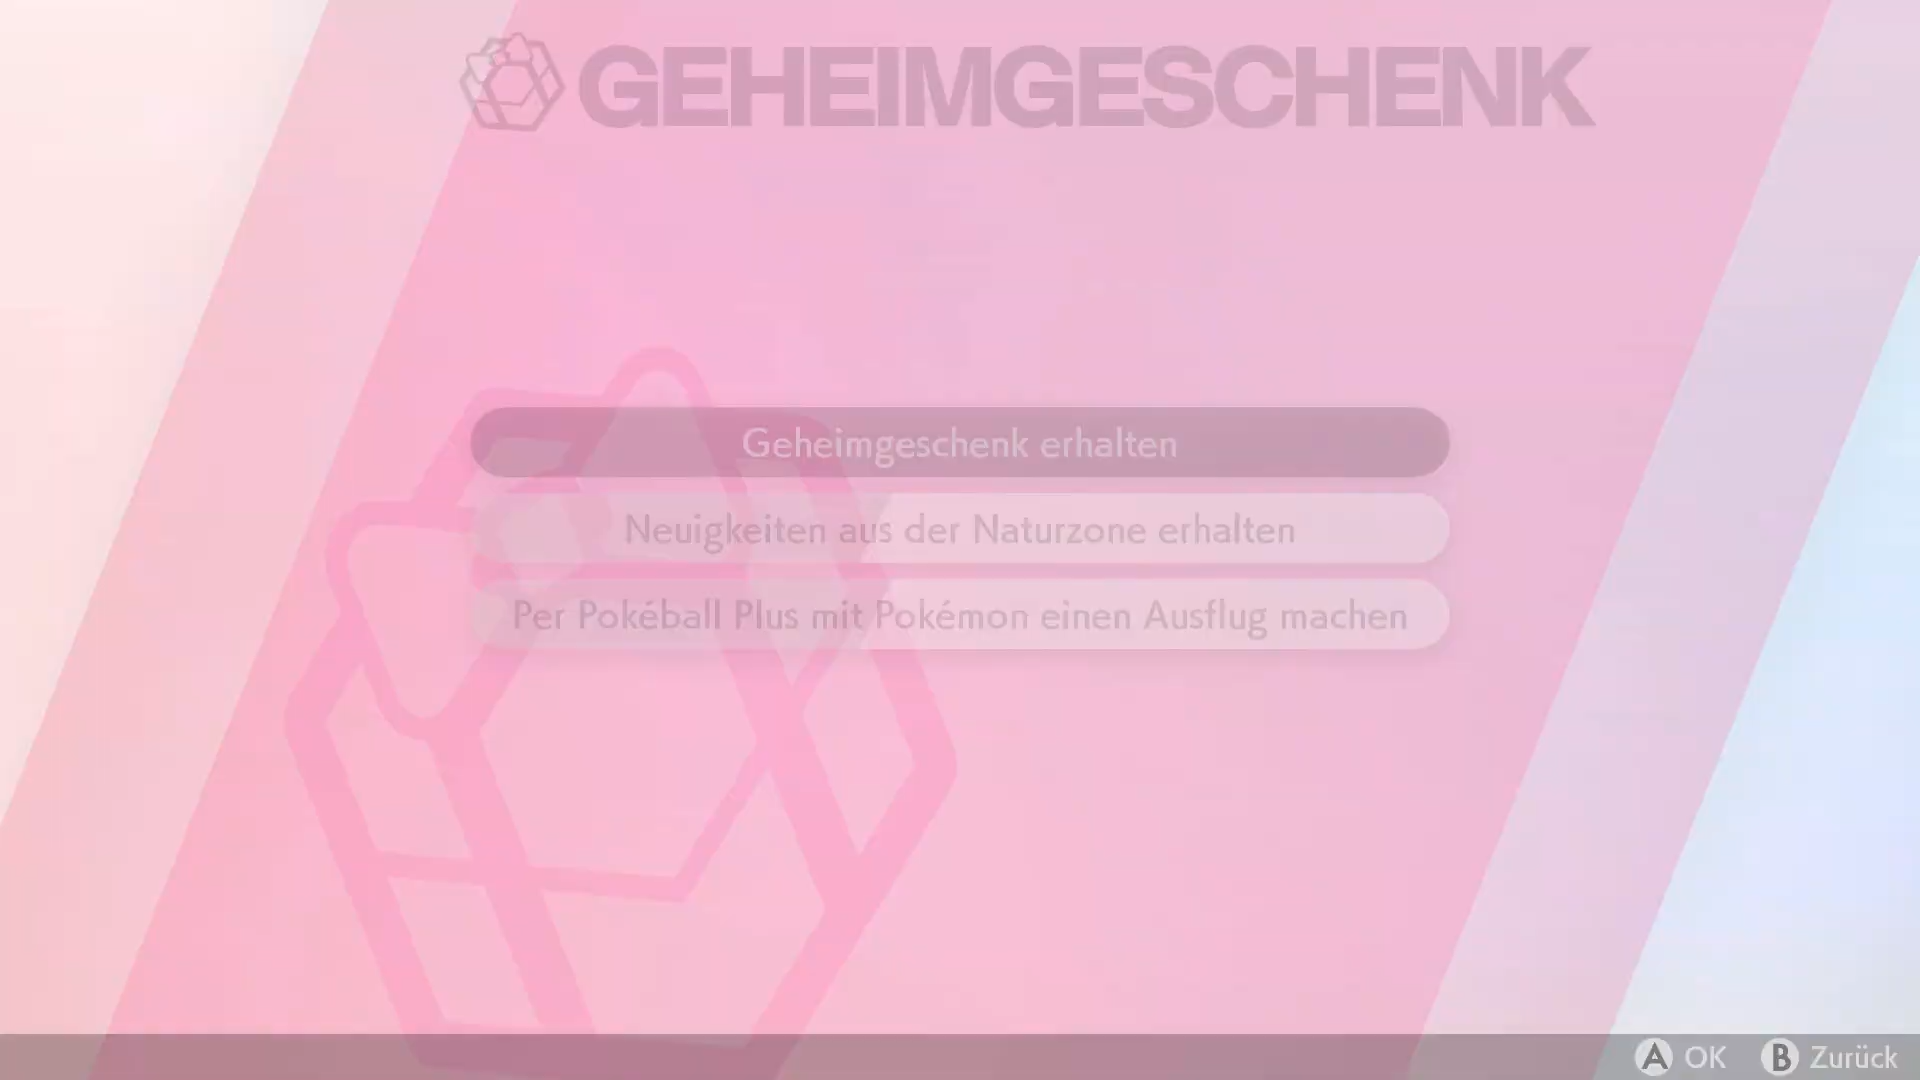 GEHEIMGESCHENK
Geheimgeschenk erhalten
Neuigkeiten aus der Naturzone erhalten
Per Pokéball Plus mit Pokémon einen Ausflug machen
A OK B Zurück